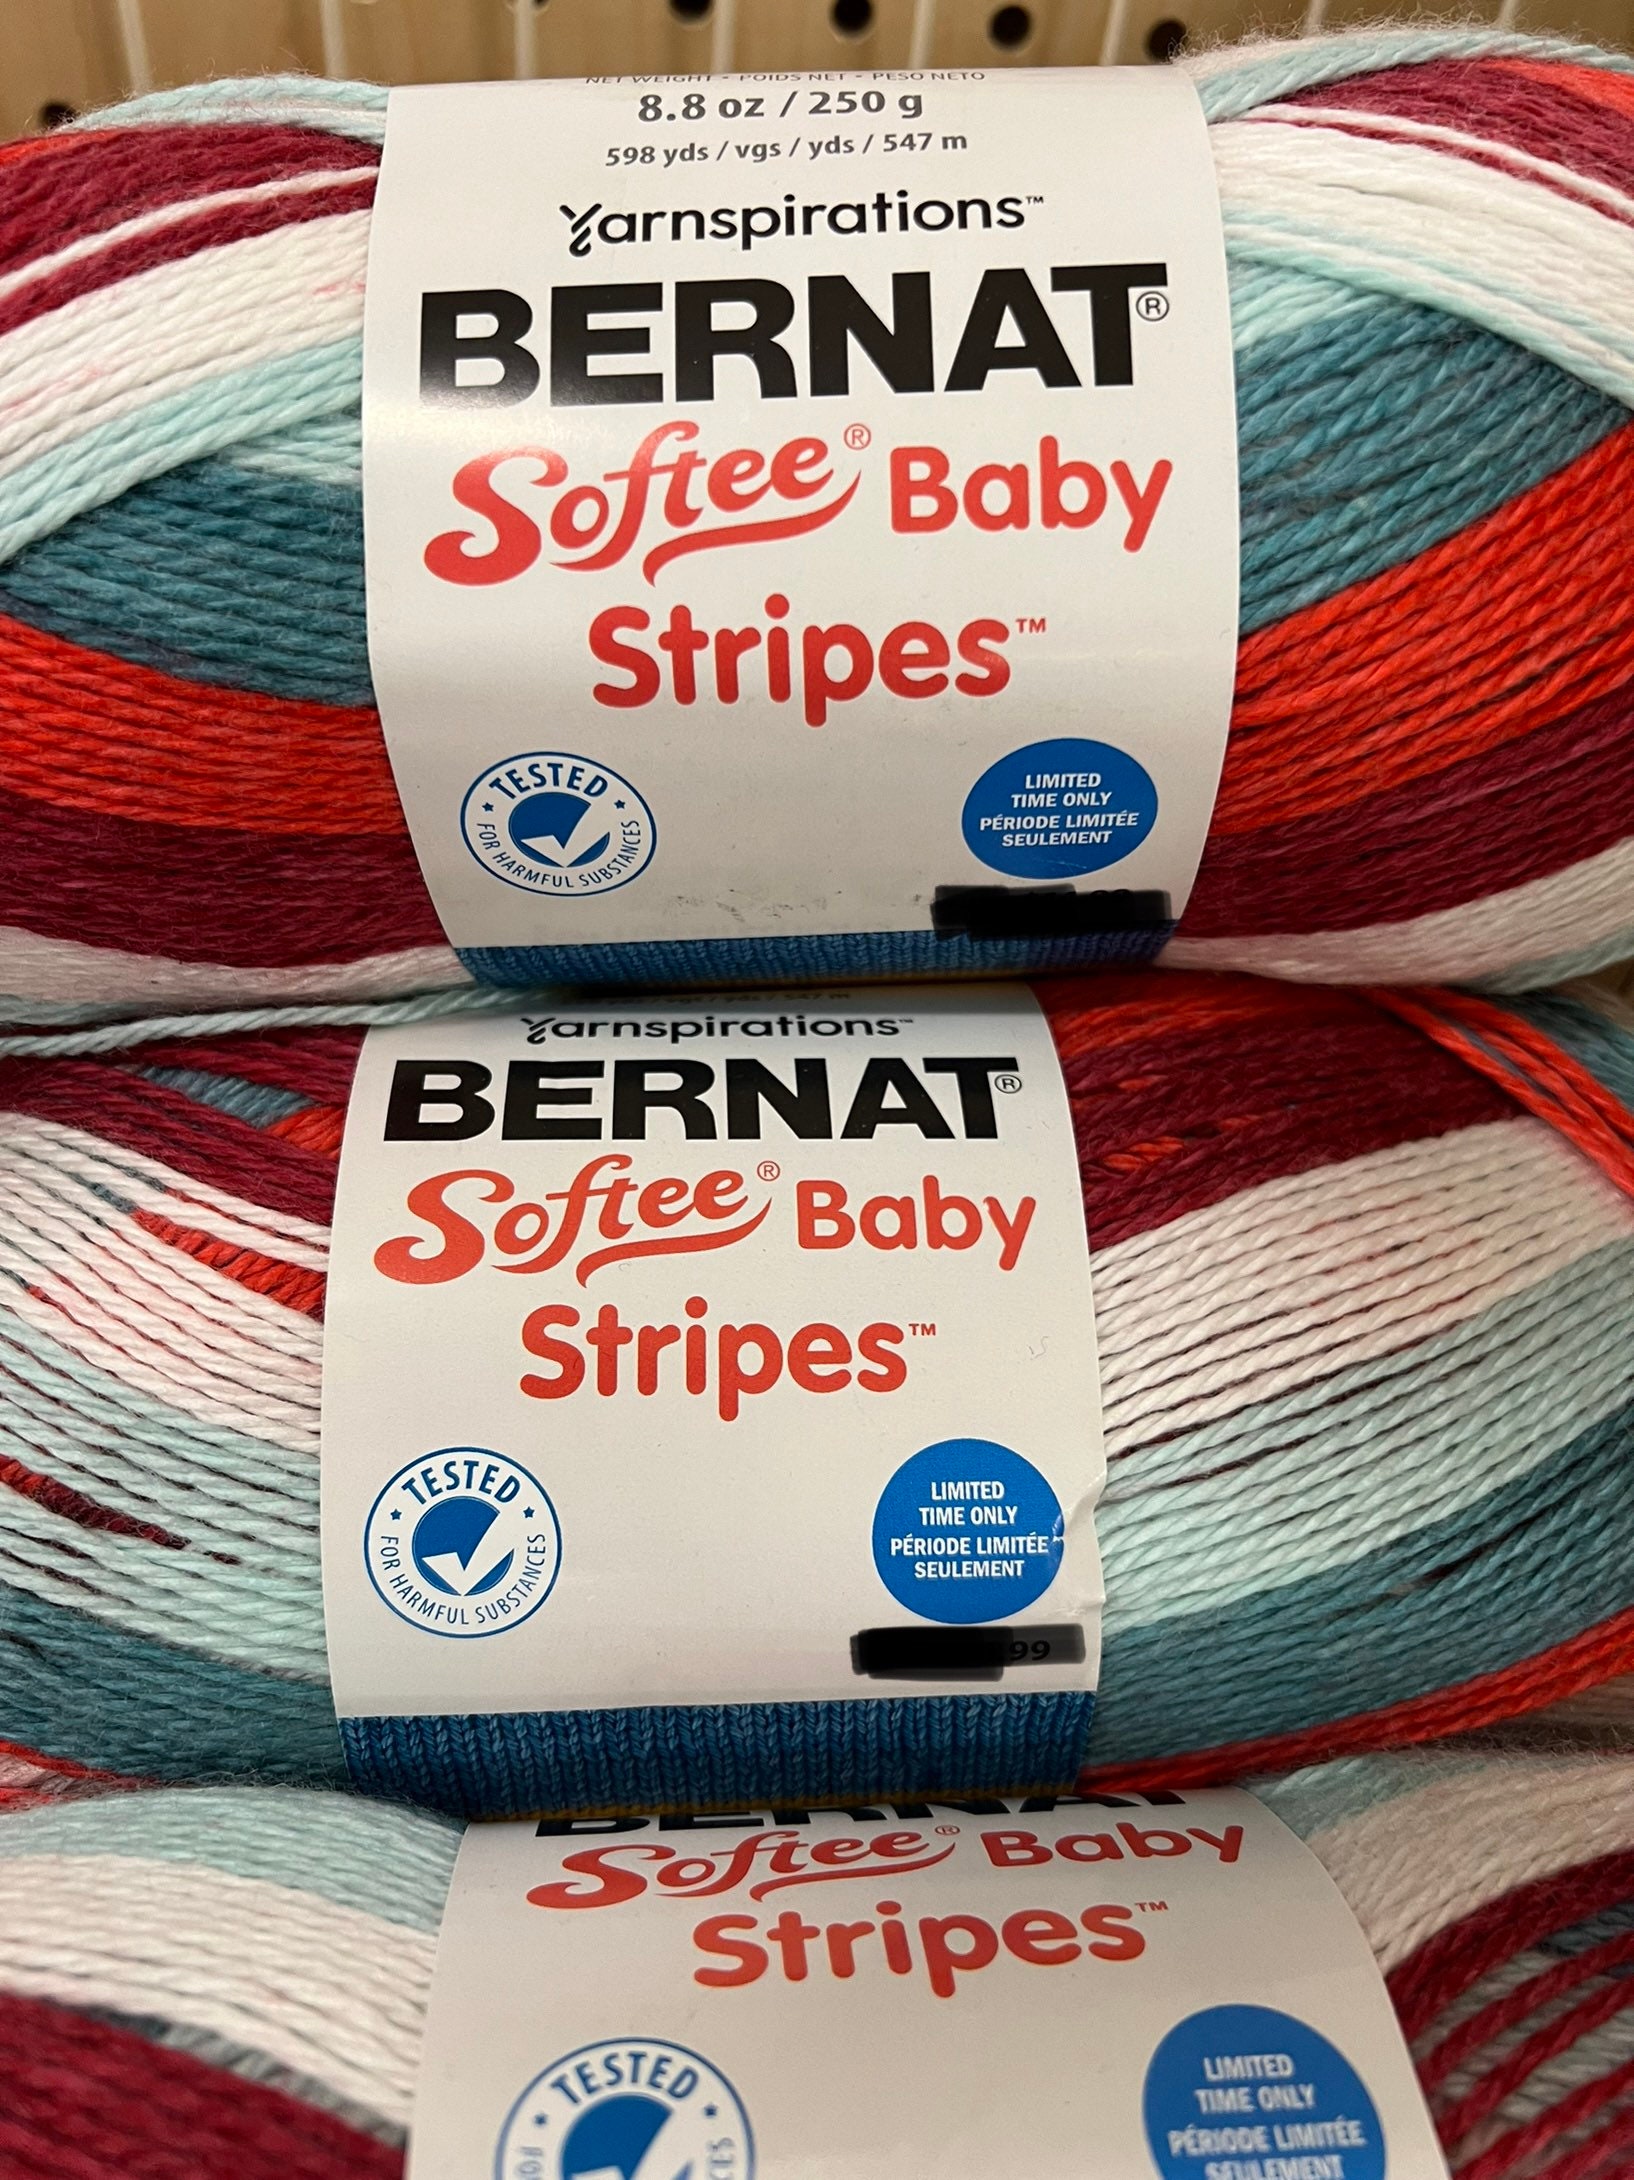 NET WEIGHT - POIDS NET - PESO NETO
8.8 oz / 250 g
598 yds / vgs / yds / 547 m
Yarnspirations™
BERNAT®
Softee® Baby
Stripes™
TESTED
FOR HARMFUL SUBSTANCES
LIMITED
TIME ONLY
PÉRIODE LIMITÉE
SEULEMENT
Yarnspirations™
BERNAT®
Softee® Baby
Stripes™
TESTED
FOR HARMFUL SUBSTANCES
LIMITED
TIME ONLY
PÉRIODE LIMITÉE
SEULEMENT
99
BERNAT
Softee® Baby
Stripes™
TESTED
LIMITED
TIME ONLY
PÉRIODE LIMITÉE
SEULEMENT